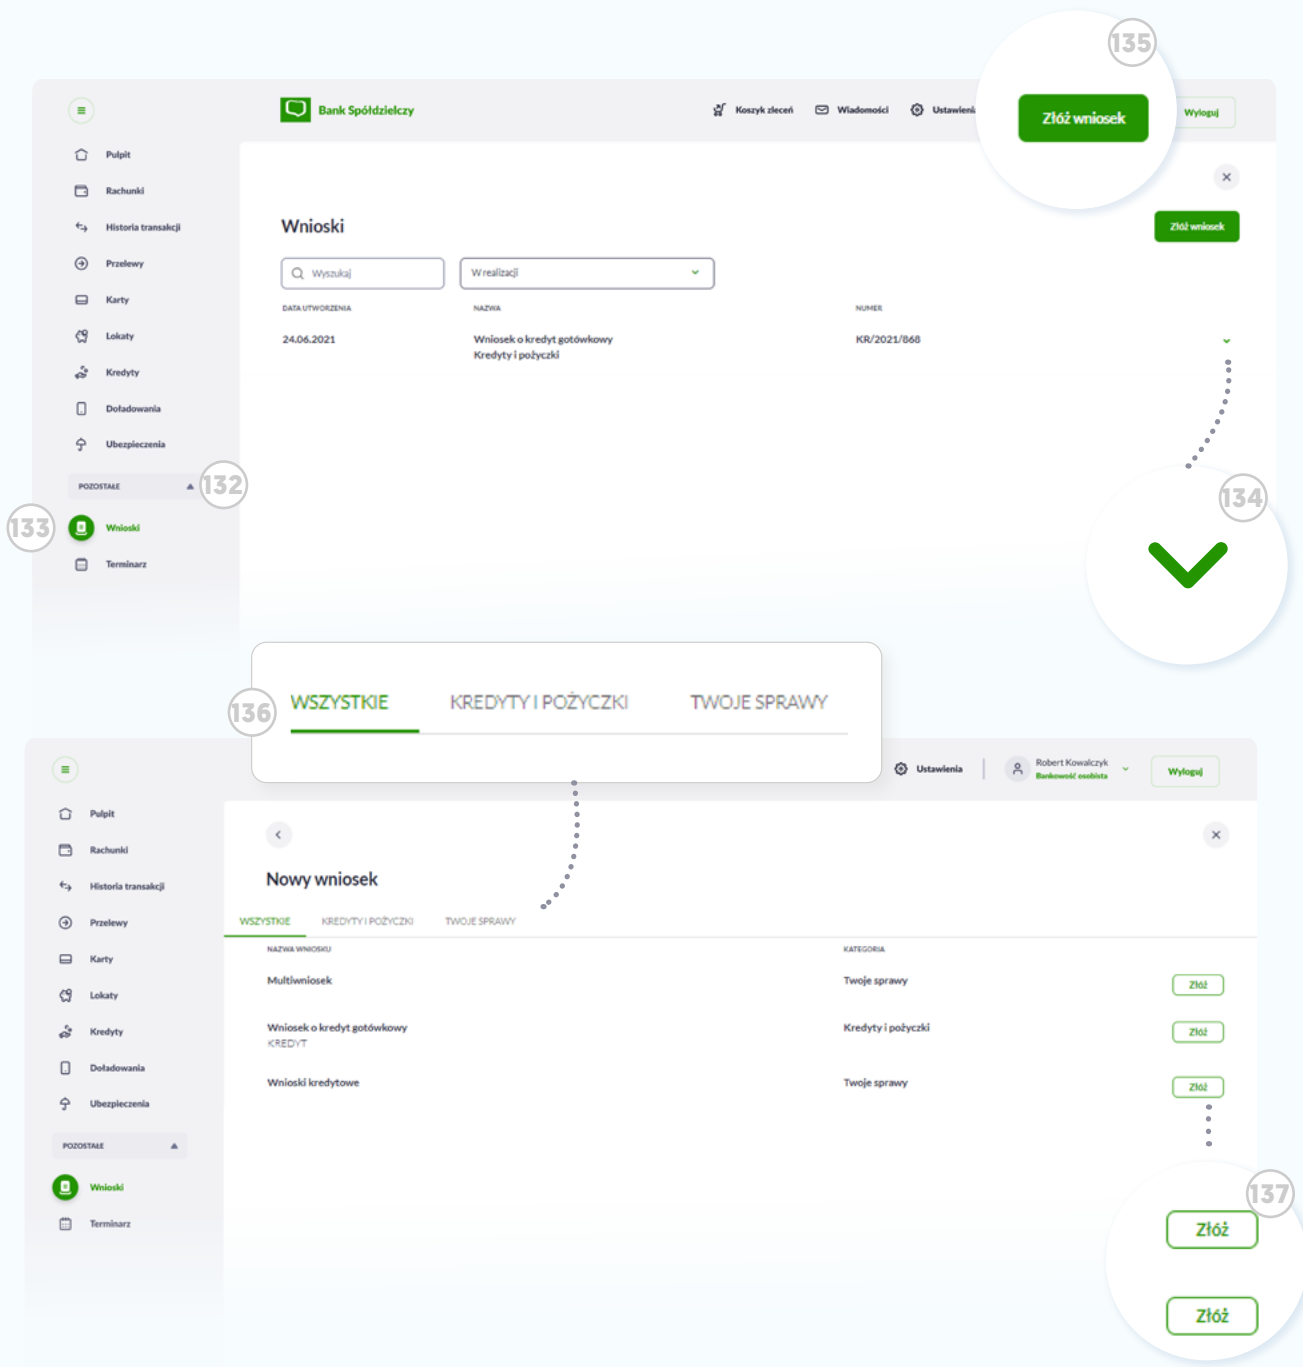 135
Bank Spółdzielczy
Koszyk zleceń
Wiadomości
Ustawienia
Złóż wniosek
Wyloguj
Pulpit
Rachunki
Historia transakcji
Przelewy
Karty
Lokaty
Kredyty
Doładowania
Ubezpieczenia
POZOSTAŁE
132
133
Wnioski
Terminarz
Wnioski
Złóż wniosek
Wyszukaj
W realizacji
DATA UTWORZENIA
NAZWA
NUMER
24.06.2021
Wniosek o kredyt gotówkowy
KR/2021/868
Kredyty i pożyczki
134
136
WSZYSTKIE
KREDYTY I POŻYCZKI
TWOJE SPRAWY
Ustawienia
Robert Kowalczyk
Bankowość osobista
Wyloguj
Pulpit
Rachunki
Historia transakcji
Przelewy
Karty
Lokaty
Kredyty
Doładowania
Ubezpieczenia
POZOSTAŁE
Wnioski
Terminarz
Nowy wniosek
WSZYSTKIE
KREDYTY I POŻYCZKI
TWOJE SPRAWY
NAZWA WNIOSKU
KATEGORIA
Multiwniosek
Twoje sprawy
Złóż
Wniosek o kredyt gotówkowy
Kredyty i pożyczki
Złóż
KREDYT
Wnioski kredytowe
Twoje sprawy
Złóż
137
Złóż
Złóż